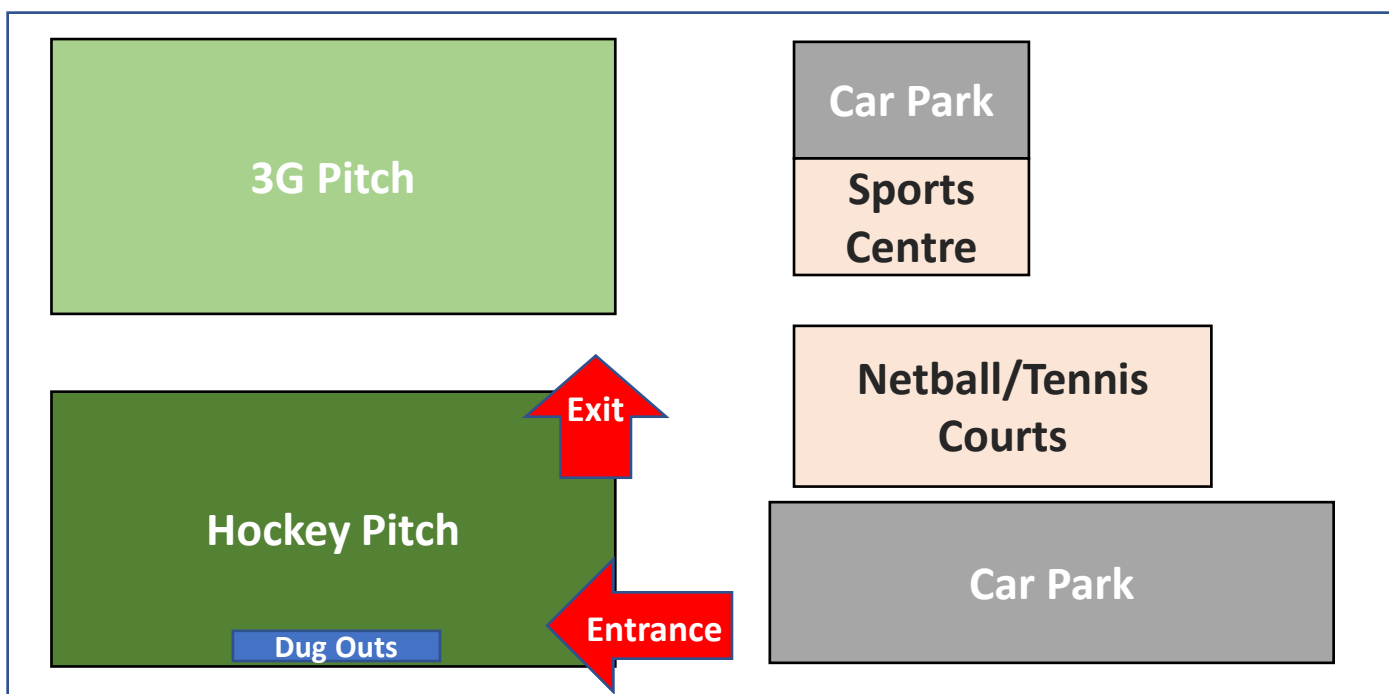 3G Pitch
Car Park
Sports
Centre
Exit
Netball/Tennis
Courts
Hockey Pitch
Car Park
Entrance
Dug Outs